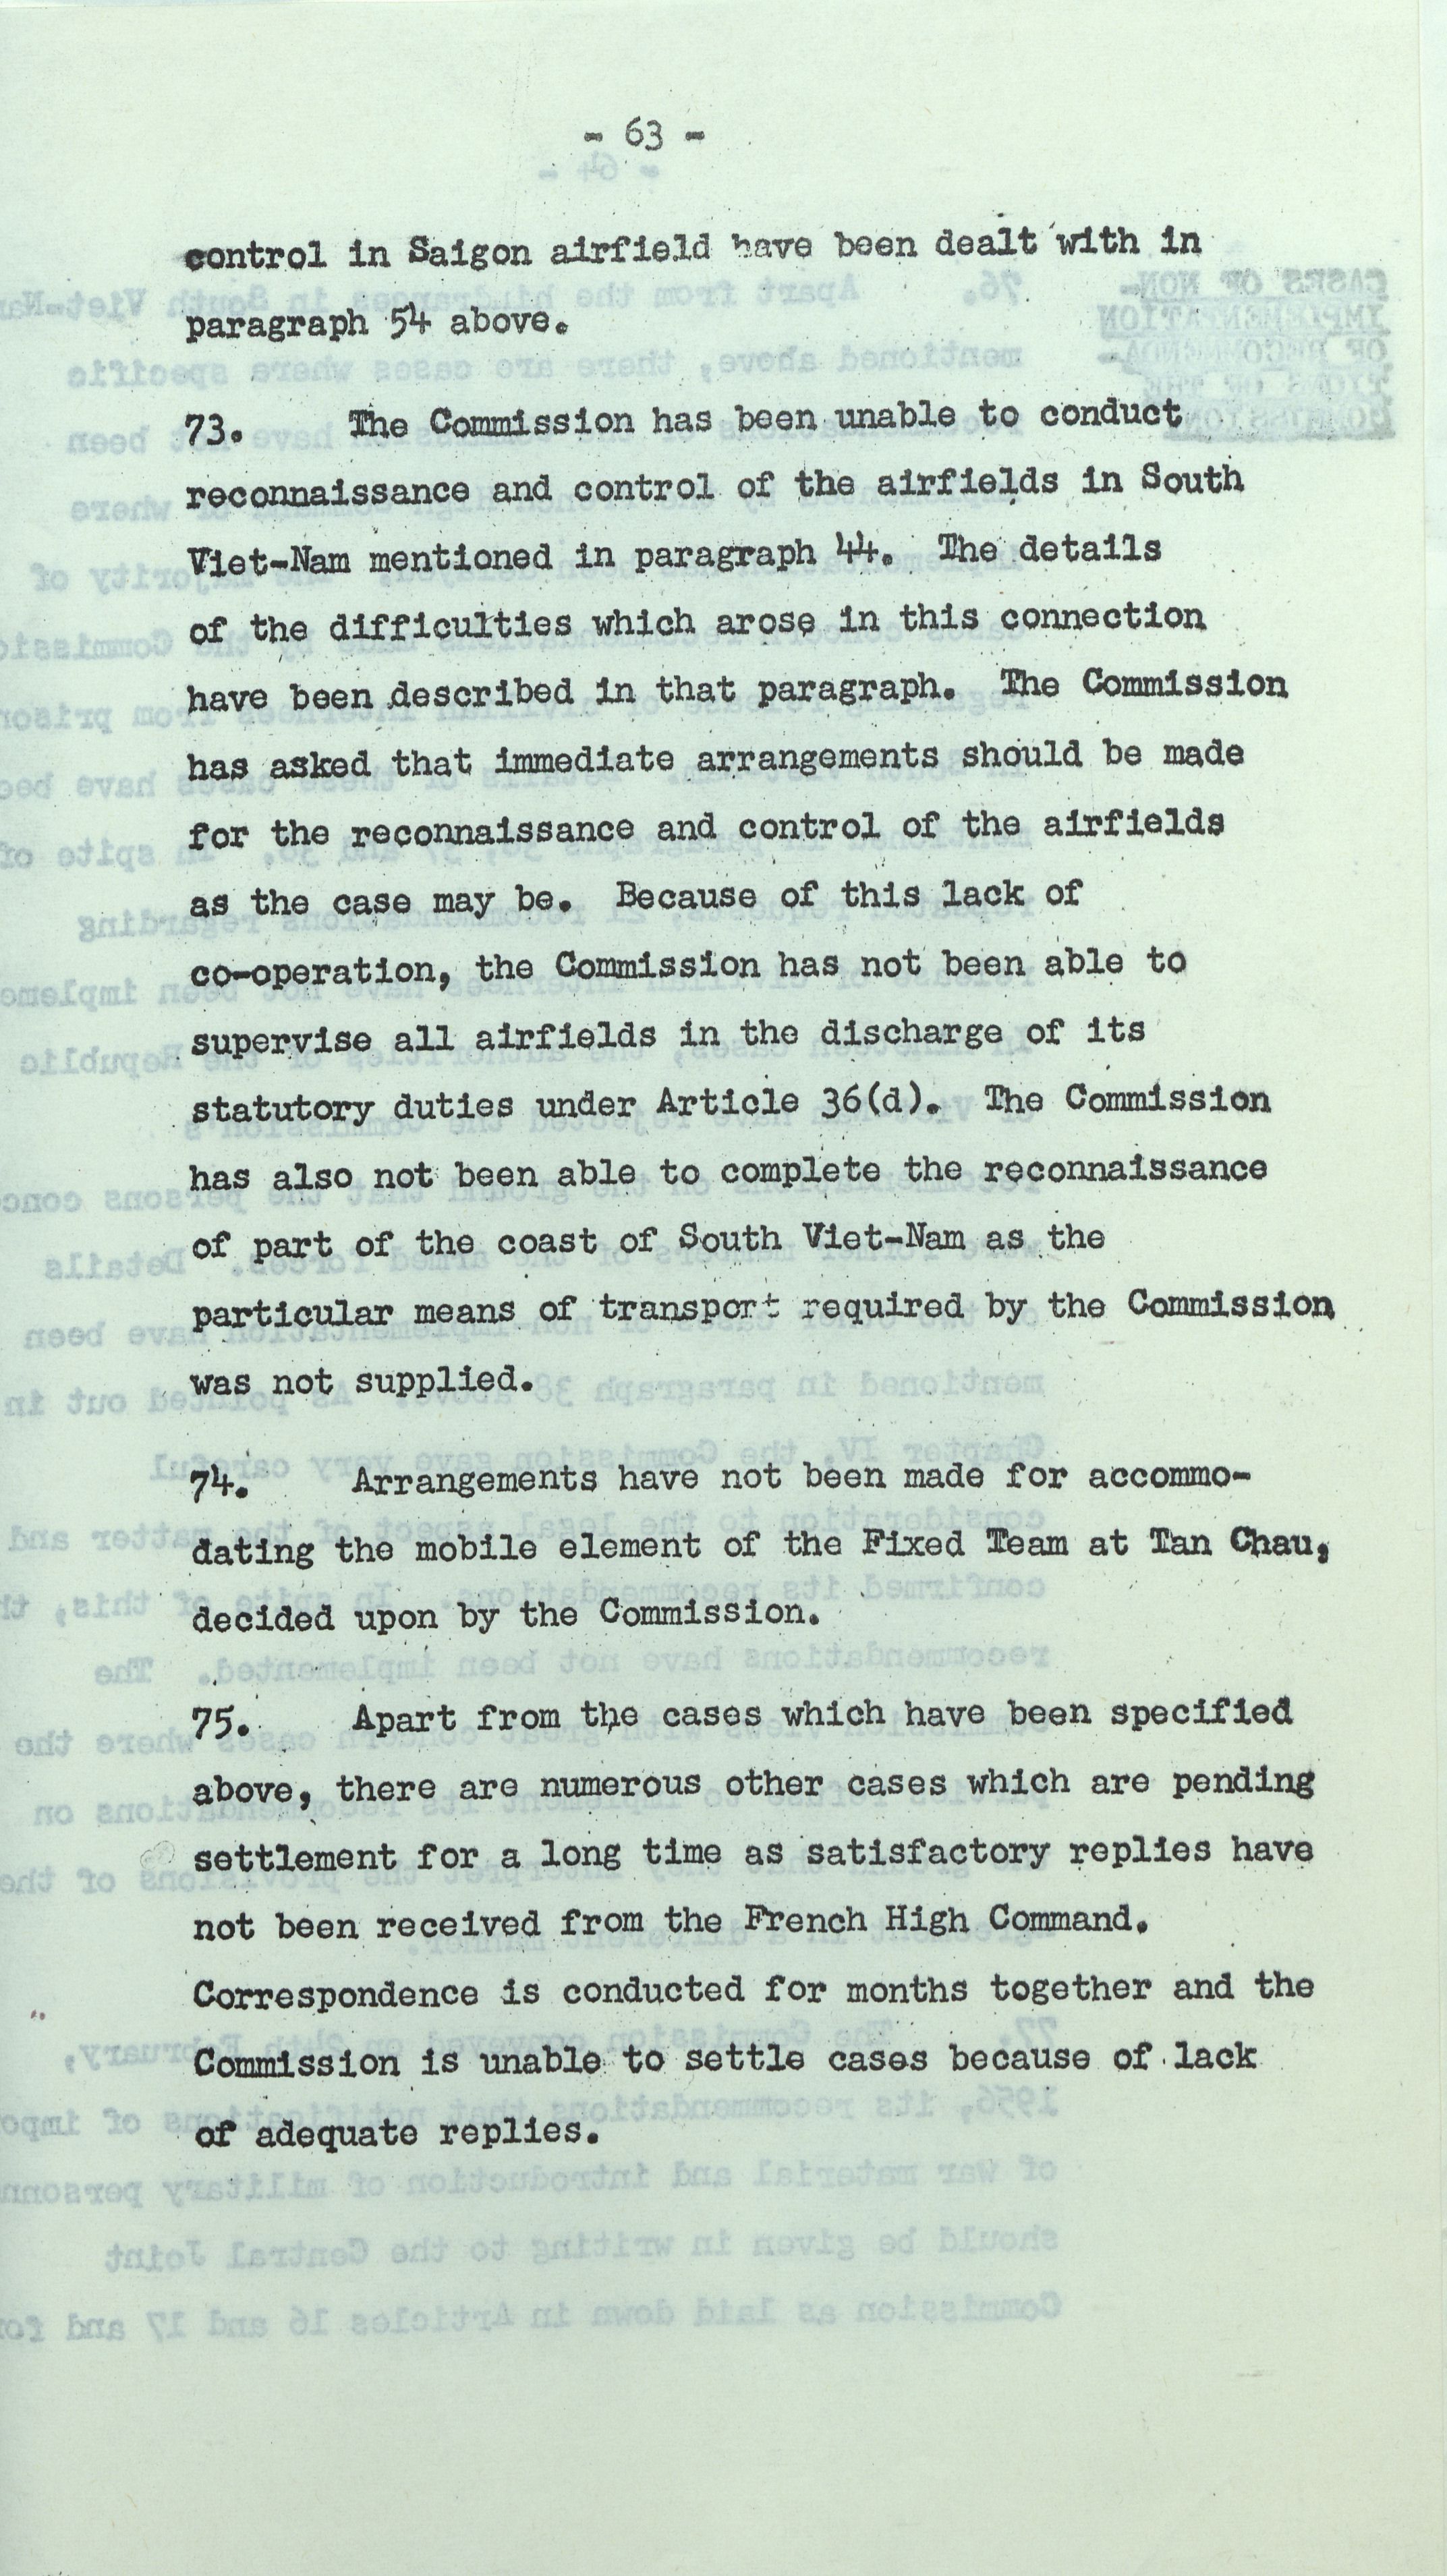 - 63 -
control in Saigon airfield have been dealt with in
paragraph 54 above.
73. The Commission has been unable to conduct
reconnaissance and control of the airfields in South
Viet-Nam mentioned in paragraph 44. The details
of the difficulties which arose in this connection
have been described in that paragraph. The Commission
has asked that immediate arrangements should be made
for the reconnaissance and control of the airfields
as the case may be. Because of this lack of
co-operation, the Commission has not been able to
supervise all airfields in the discharge of its
statutory duties under Article 36(d). The Commission
has also not been able to complete the reconnaissance
of part of the coast of South Viet-Nam as the
particular means of transport required by the Commission
was not supplied.
74. Arrangements have not been made for accommo-
dating the mobile element of the Fixed Team at Tan Chau,
decided upon by the Commission.
75. Apart from the cases which have been specified
above, there are numerous other cases which are pending
settlement for a long time as satisfactory replies have
not been received from the French High Command.
Correspondence is conducted for months together and the
Commission is unable to settle cases because of lack
of adequate replies.